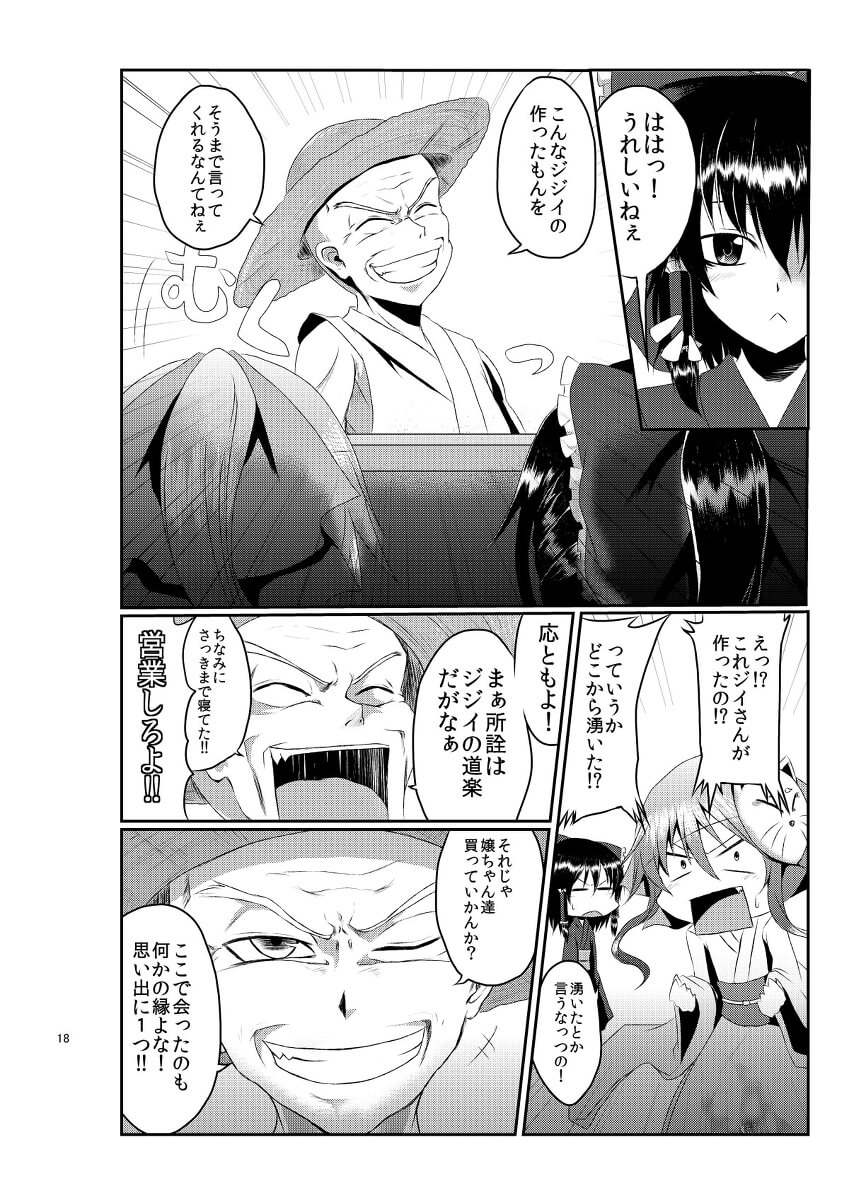 ははっ！
うれしいねぇ
こんなジジイの
作ったもんを
そうまで言って
くれるなんてねぇ
むくっ
えっ!?
これジイさんが
作ったの!?
っていうか
どこから湧いた!?
湧いたとか
言うなっつの！
応ともよ！
まぁ所詮は
ジジイの道楽
だがなぁ
ちなみに
さっきまで寝てた!!
営業しろよ!!
それじゃ
嬢ちゃん達
買っていかんか？
ここで会ったのも
何かの縁よな！
思い出に1つ!!
18